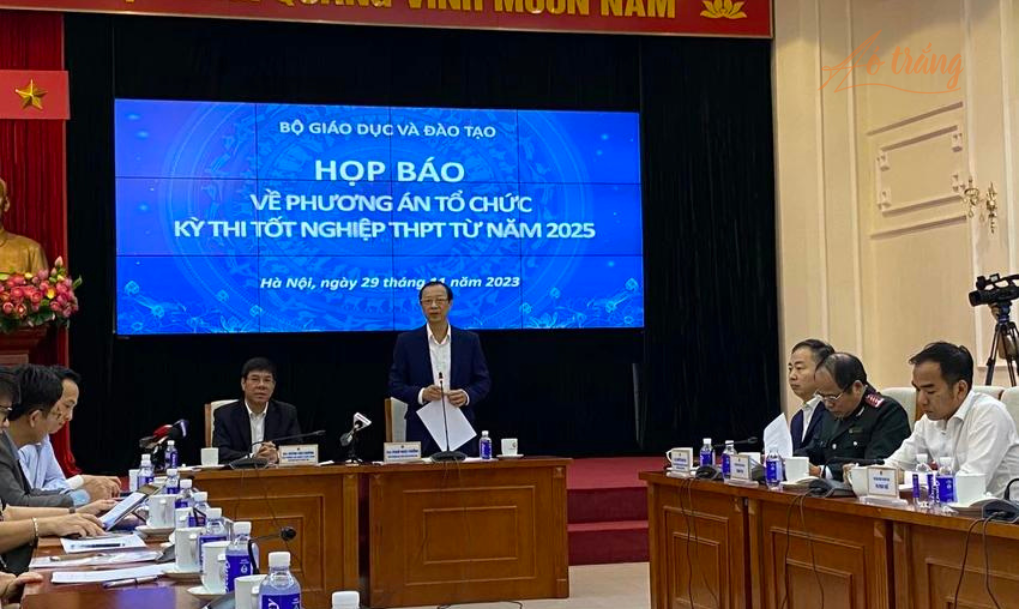 QUANG VINH MUÔN NĂM
Áo trắng
BỘ GIÁO DỤC VÀ ĐÀO TẠO
HỌP BÁO
VỀ PHƯƠNG ÁN TỔ CHỨC
KỲ THI TỐT NGHIỆP THPT TỪ NĂM 2025
Hà Nội, ngày 29 tháng 11 năm 2023